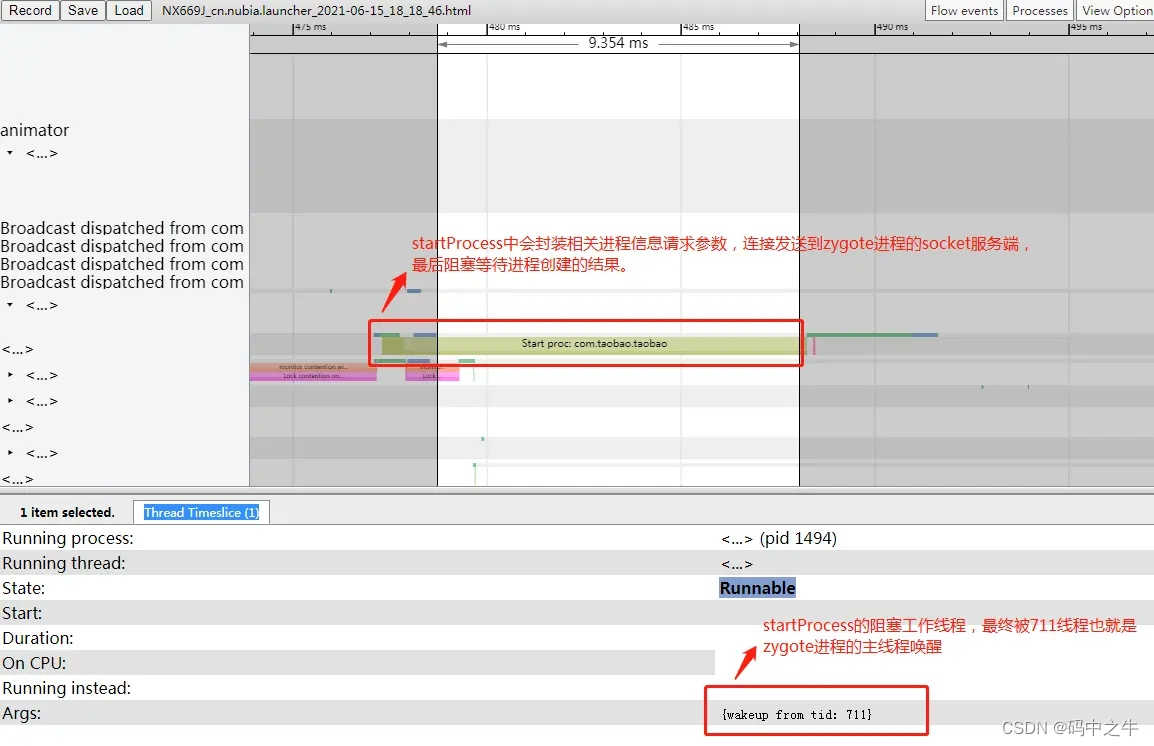 Record Save Load NX669J_cn.nubia.launcher_2021-06-15_18_18_46.html Flow events Processes View Option
475 ms 480 ms 485 ms 490 ms 495 ms
9.354 ms
animator
<...>
Broadcast dispatched from com
Broadcast dispatched from com
Broadcast dispatched from com
Broadcast dispatched from com
startProcess中会封装相关进程信息请求参数，连接发送到zygote进程的socket服务端，
最后阻塞等待进程创建的结果。
<...>
Start proc: com.taobao.taobao
<...>
monitor contention wi...
Lock contention on...
Lock...
<...>
<...>
<...>
<...>
<...>
1 item selected. Thread Timeslice (1)
Running process: <...> (pid 1494)
Running thread: <...>
State: Runnable
Start:
Duration:
On CPU:
Running instead:
startProcess的阻塞工作线程，最终被711线程也就是
zygote进程的主线程唤醒
Args: {wakeup from tid: 711}
CSDN @码中之牛